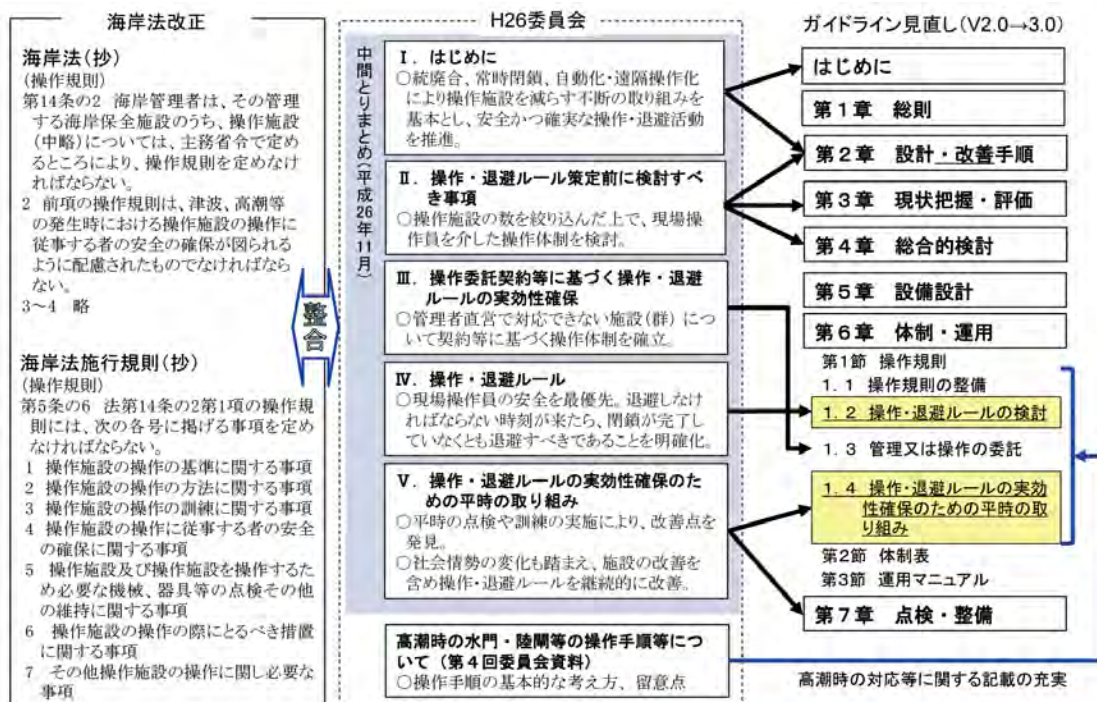 海岸法改正
海岸法（抄）
（操作規則）
第14条の2 海岸管理者は、その管理
する海岸保全施設のうち、操作施設
（中略）については、主務省令で定め
るところにより、操作規則を定めなけ
ればならない。
2 前項の操作規則は、津波、高潮等
の発生時における操作施設の操作に
従事する者の安全の確保が図られる
ように配慮されたものでなければなら
ない。
3～4 略
海岸法施行規則（抄）
（操作規則）
第5条の6 法第14条の2第1項の操作規
則には、次の各号に掲げる事項を定め
なければならない。
1 操作施設の操作の基準に関する事項
2 操作施設の操作の方法に関する事項
3 操作施設の操作の訓練に関する事項
4 操作施設の操作に従事する者の安全
の確保に関する事項
5 操作施設及び操作施設を操作するた
め必要な機械、器具等の点検その他
の維持に関する事項
6 操作施設の操作の際にとるべき措置
に関する事項
7 その他操作施設の操作に関し必要な
事項
整合
H26委員会
中間とりまとめ（平成26年11月）
Ⅰ．はじめに
○統廃合、常時閉鎖、自動化・遠隔操作化
により操作施設を減らす不断の取り組みを
基本とし、安全かつ確実な操作・退避活動
を推進。
Ⅱ．操作・退避ルール策定前に検討すべ
き事項
○操作施設の数を絞り込んだ上で、現場操
作員を介した操作体制を検討。
Ⅲ．操作委託契約等に基づく操作・退避
ルールの実効性確保
○管理者直営で対応できない施設（群）につ
いて契約等に基づく操作体制を確立。
Ⅳ．操作・退避ルール
○現場操作員の安全を最優先。退避しな
ければならない時刻が来たら、閉鎖が完了し
ていなくとも退避すべきであることを明確化。
Ⅴ．操作・退避ルールの実効性確保のた
めの平時の取り組み
○平時の点検や訓練の実施により、改善点を
発見。
○社会情勢の変化も踏まえ、施設の改善を
含め操作・退避ルールを継続的に改善。
高潮時の水門・陸閘等の操作手順等につ
いて（第4回委員会資料）
○操作手順の基本的な考え方、留意点
ガイドライン見直し（V2.0→3.0）
はじめに
第1章 総則
第2章 設計・改善手順
第3章 現状把握・評価
第4章 総合的検討
第5章 設備設計
第6章 体制・運用
第1節 操作規則
1．1 操作規則の整備
1．2 操作・退避ルールの検討
1．3 管理又は操作の委託
1．4 操作・退避ルールの実効
性確保のための平時の取
り組み
第2節 体制表
第3節 運用マニュアル
第7章 点検・整備
高潮時の対応等に関する記載の充実